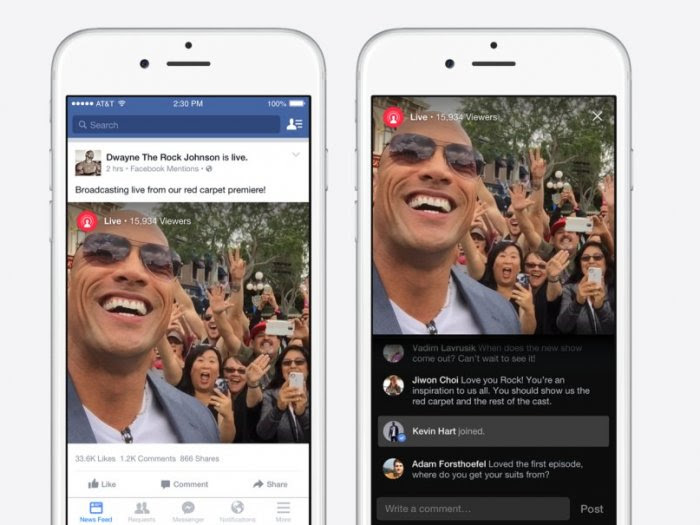 AT&T 2:30 PM 100%
Search
Dwayne The Rock Johnson is live.
2 hrs • Facebook Mentions •
Broadcasting live from our red carpet premiere!
Live • 15,934 Viewers
33.6K Likes 1.2K Comments 866 Shares
Like Comment Share
News Feed Requests Messenger Notifications More
Live • 15,934 Viewers
Vadim Lavrusik When does the new show
come out? Can't wait to see it!
Jiwon Choi Love you Rock! You're an
inspiration to us all. You should show us the
red carpet and the rest of the cast.
Kevin Hart joined.
Adam Forsthoefel Loved the first episode,
where do you get your suits from?
Write a comment... Post